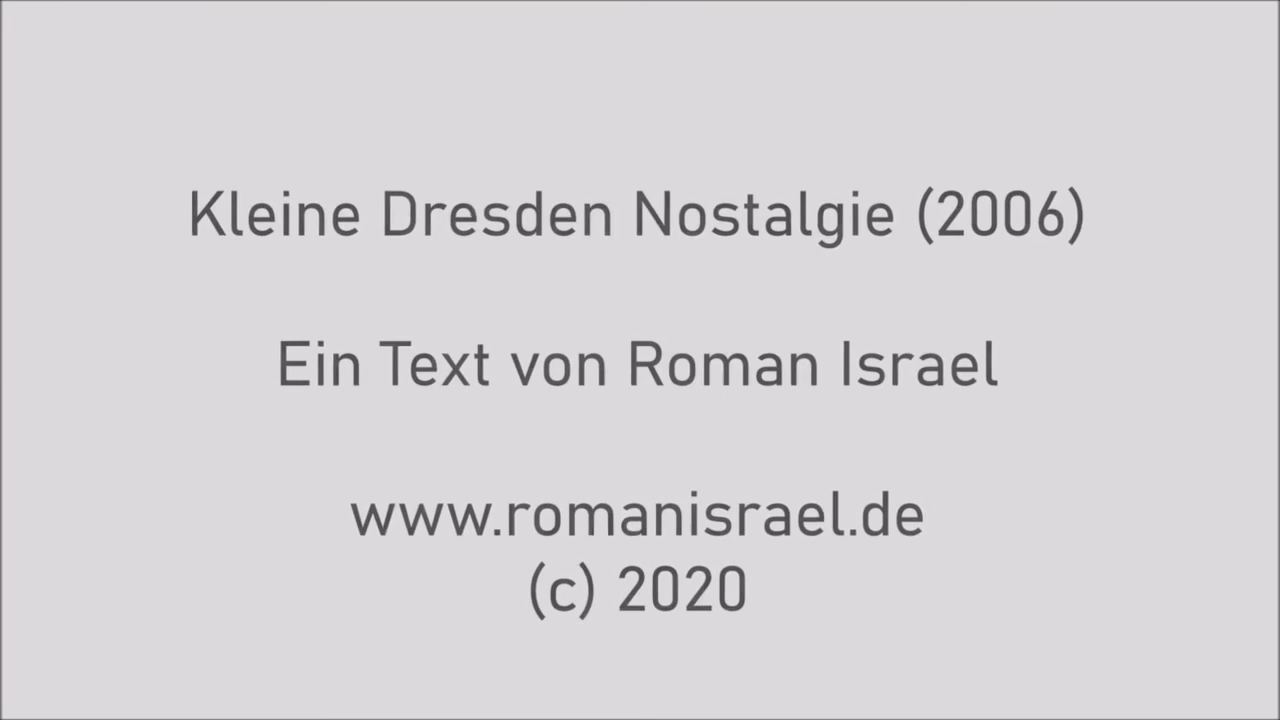 Kleine Dresden Nostalgie (2006)
Ein Text von Roman Israel
www.romanisrael.de
(c) 2020